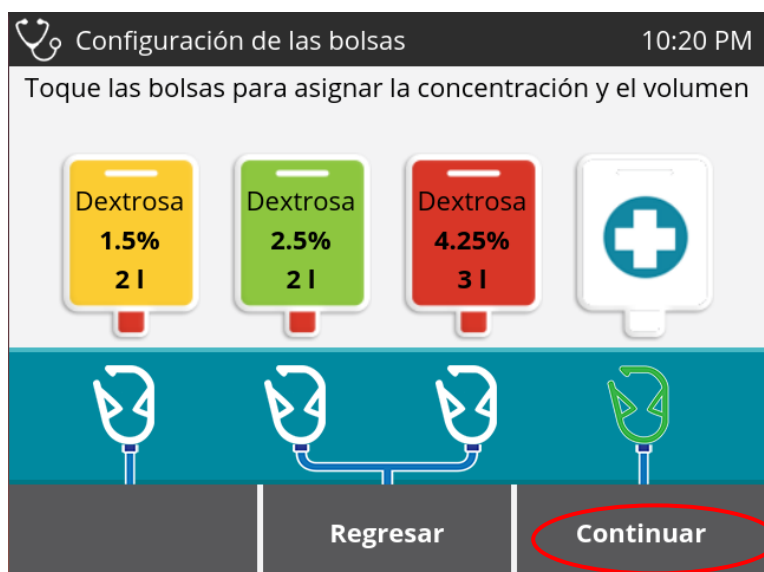 Configuración de las bolsas 10:20 PM
Toque las bolsas para asignar la concentración y el volumen
Dextrosa
1.5%
2 l
Dextrosa
2.5%
2 l
Dextrosa
4.25%
3 l
Regresar
Continuar